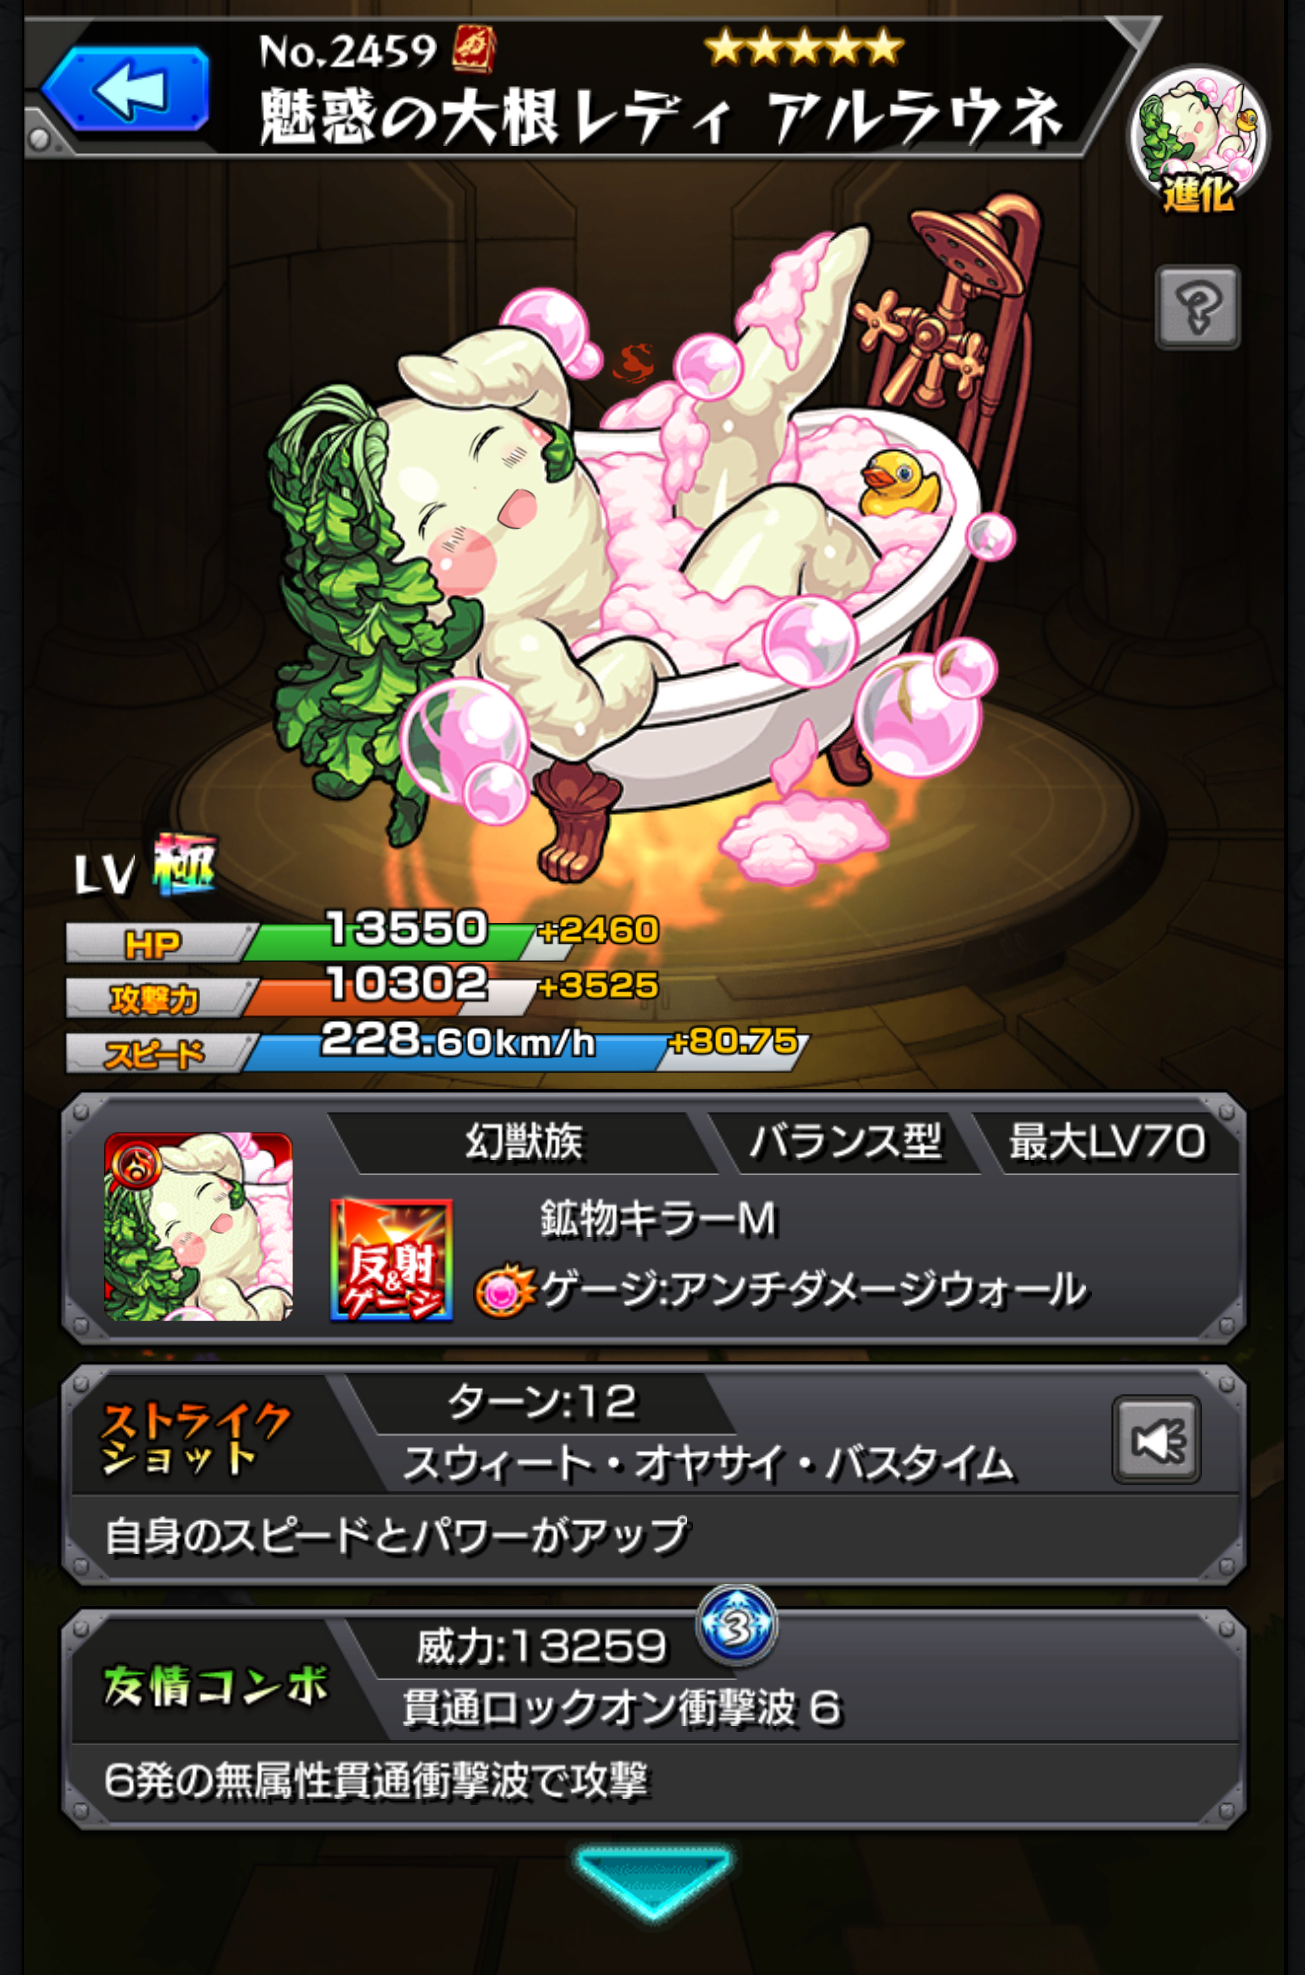 No.2459
魅惑の大根レディ アルラウネ
進化
?
LV 極
HP 13550 +2460
攻撃力 10302 +3525
スピード 228.60km/h +80.75
幻獣族 バランス型 最大LV70
反射&ゲージ
鉱物キラーM
ゲージ:アンチダメージウォール
ストライクショット
ターン:12
スウィート・オヤサイ・バスタイム
自身のスピードとパワーがアップ
友情コンボ
威力:13259 3
貫通ロックオン衝撃波 6
6発の無属性貫通衝撃波で攻撃